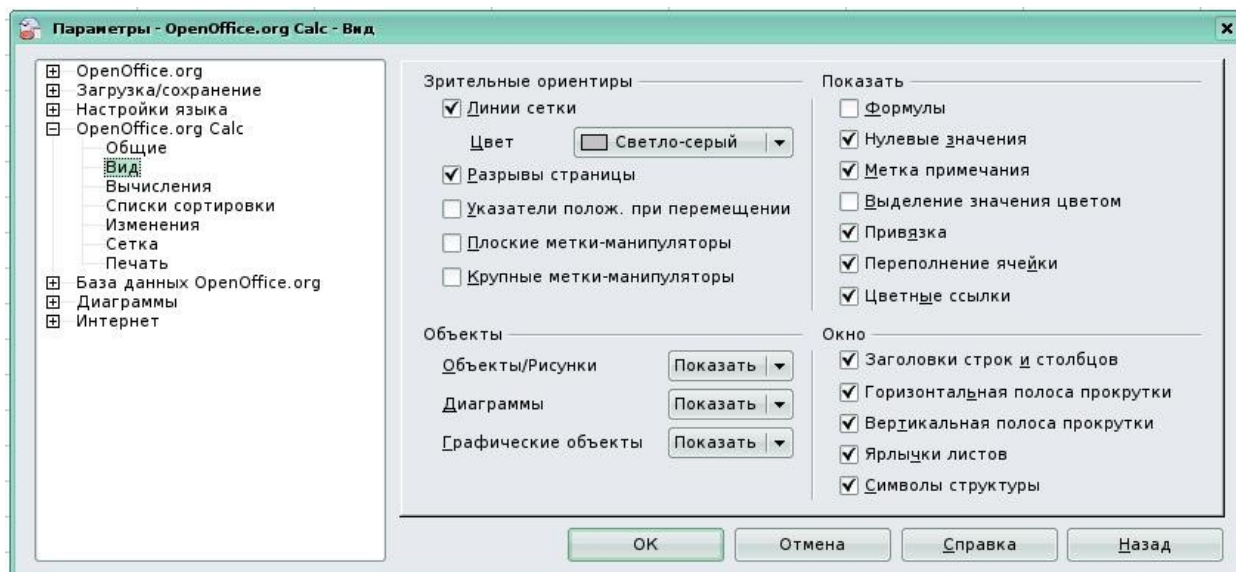 Параметры - OpenOffice.org Calc - Вид
OpenOffice.org
Загрузка/сохранение
Настройки языка
OpenOffice.org Calc
Общие
Вид
Вычисления
Списки сортировки
Изменения
Сетка
Печать
База данных OpenOffice.org
Диаграммы
Интернет
Зрительные ориентиры
Линии сетки
Цвет
Светло-серый
Разрывы страницы
Указатели полож. при перемещении
Плоские метки-манипуляторы
Крупные метки-манипуляторы
Объекты
Объекты/Рисунки Показать
Диаграммы Показать
Графические объекты Показать
Показать
Формулы
Нулевые значения
Метка примечания
Выделение значения цветом
Привязка
Переполнение ячейки
Цветные ссылки
Окно
Заголовки строк и столбцов
Горизонтальная полоса прокрутки
Вертикальная полоса прокрутки
Ярлычки листов
Символы структуры
OK Отмена Справка Назад